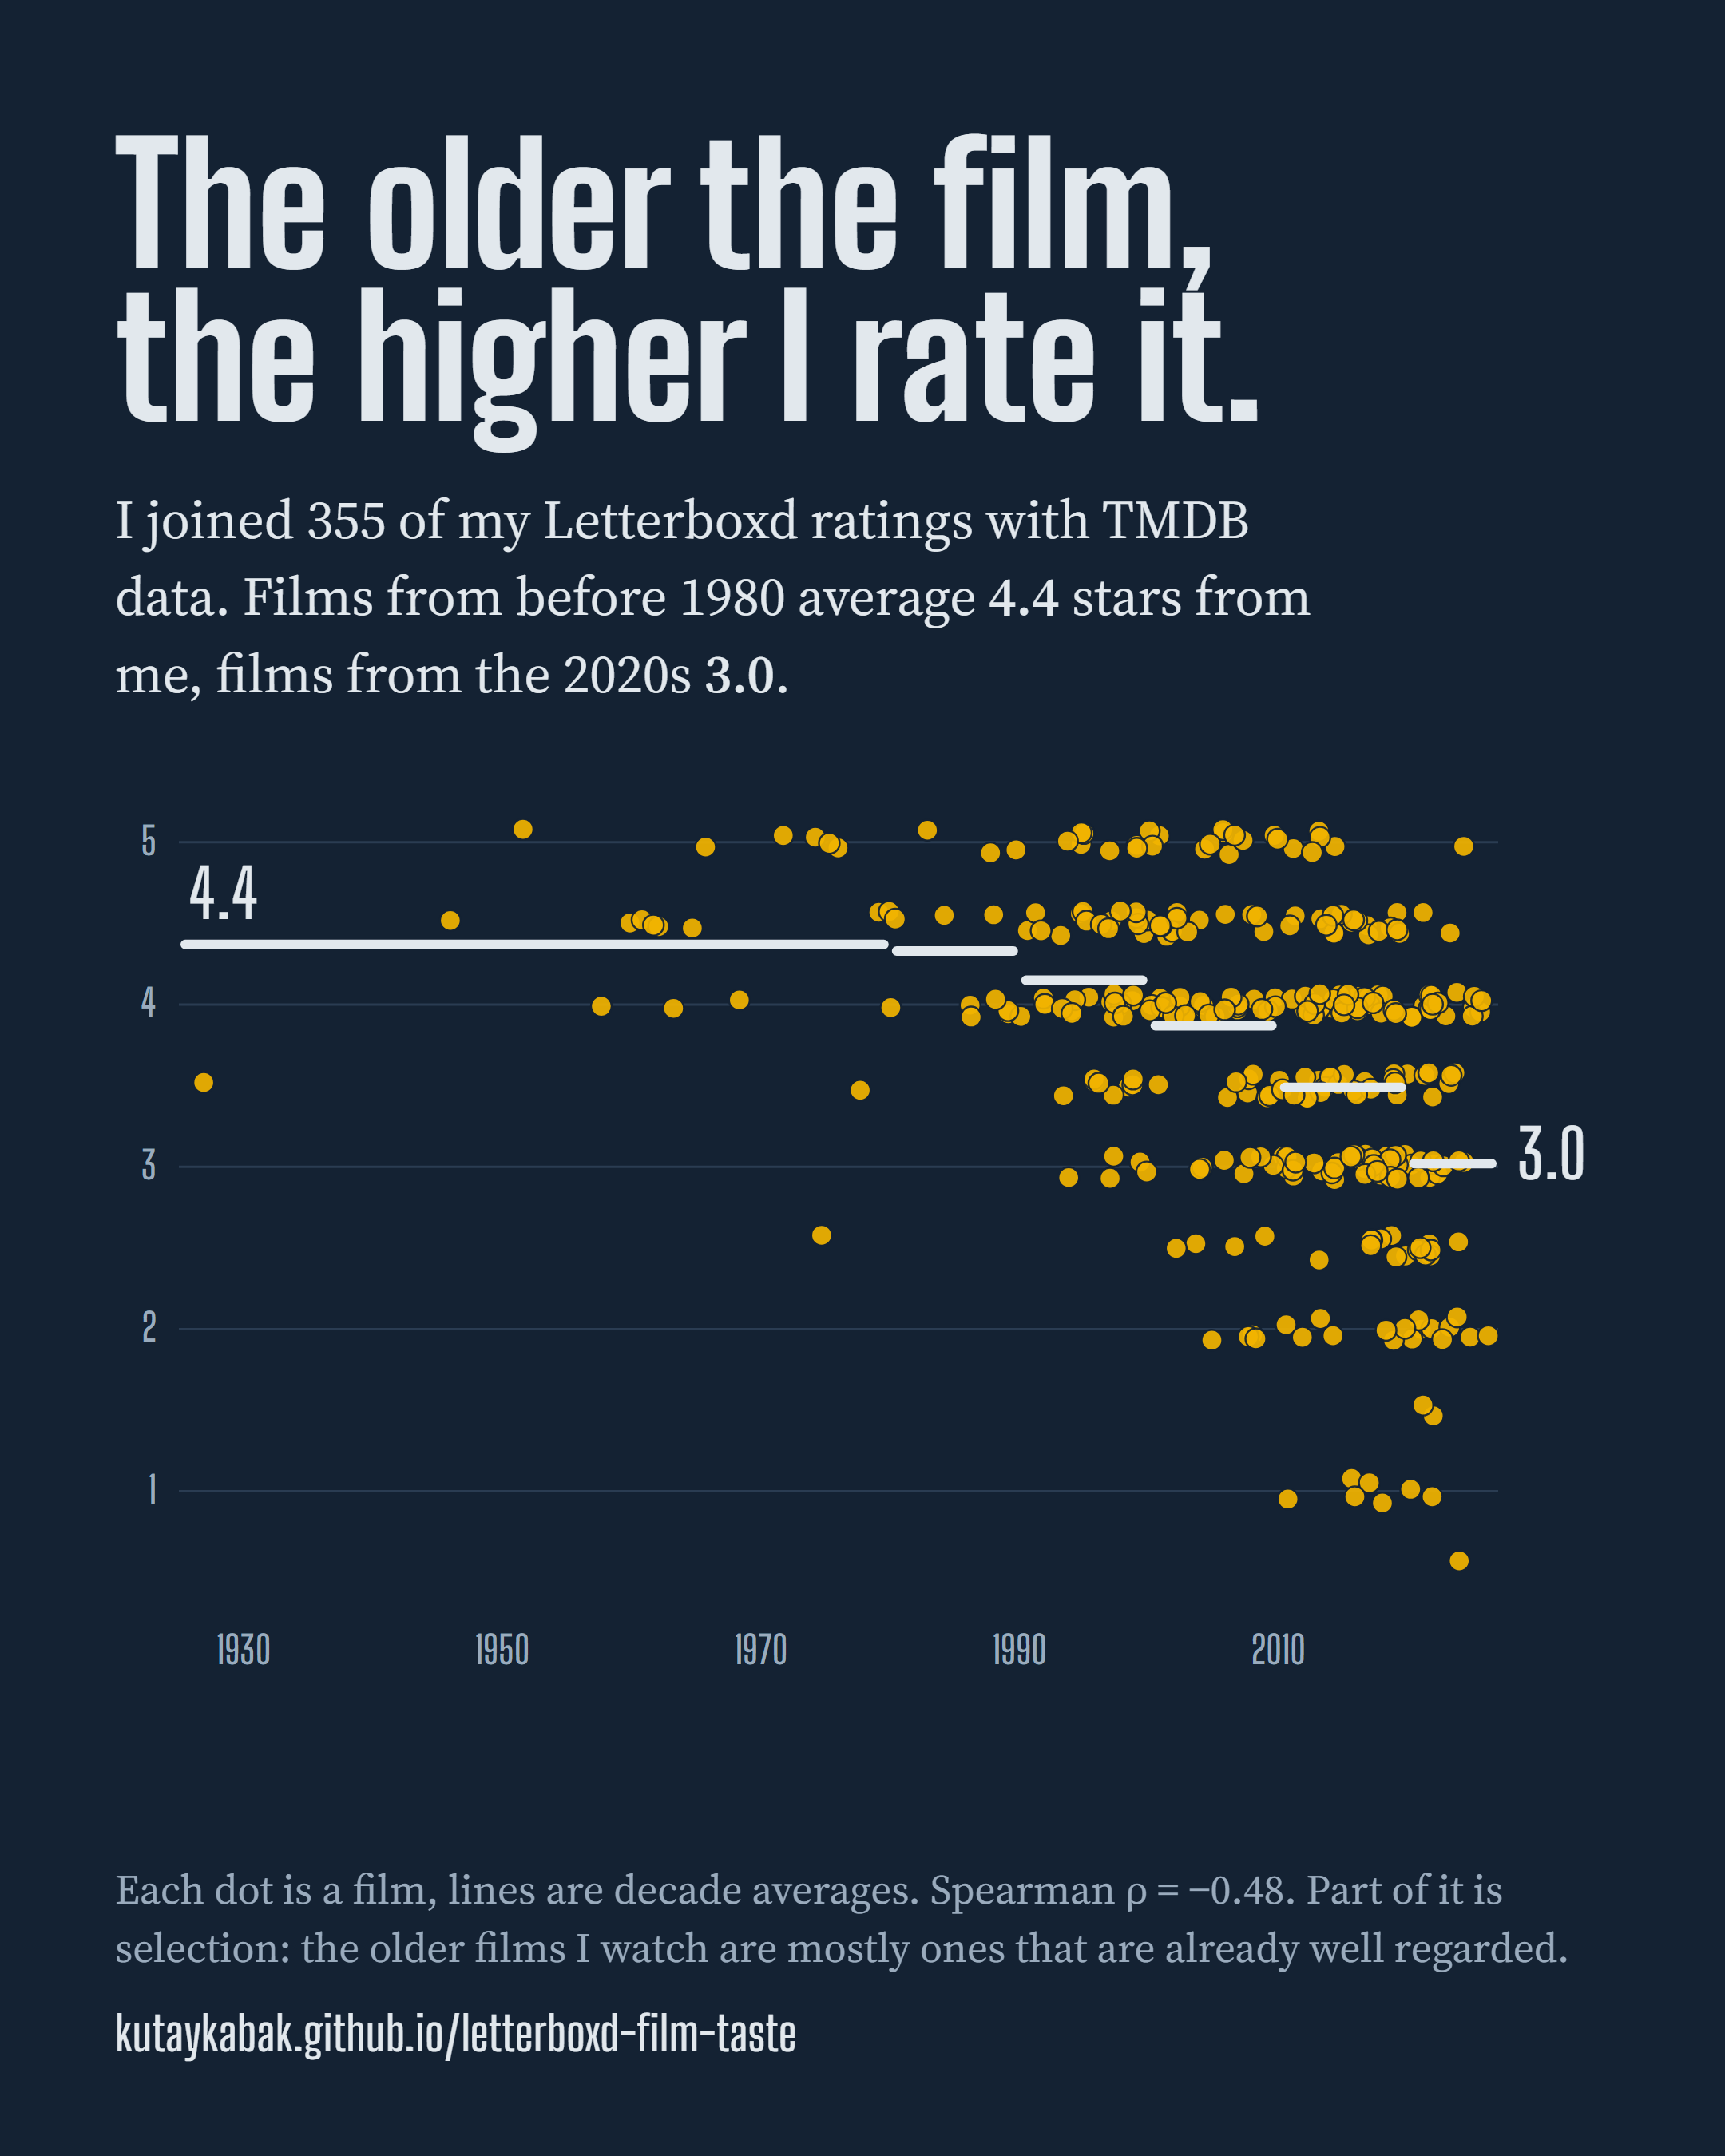 The older the film,
the higher I rate it.
I joined 355 of my Letterboxd ratings with TMDB
data. Films from before 1980 average 4.4 stars from
me, films from the 2020s 3.0.
5
4.4
4
3
3.0
2
1
1930 1950 1970 1990 2010
Each dot is a film, lines are decade averages. Spearman ρ = −0.48. Part of it is
selection: the older films I watch are mostly ones that are already well regarded.
kutaykabak.github.io/letterboxd-film-taste